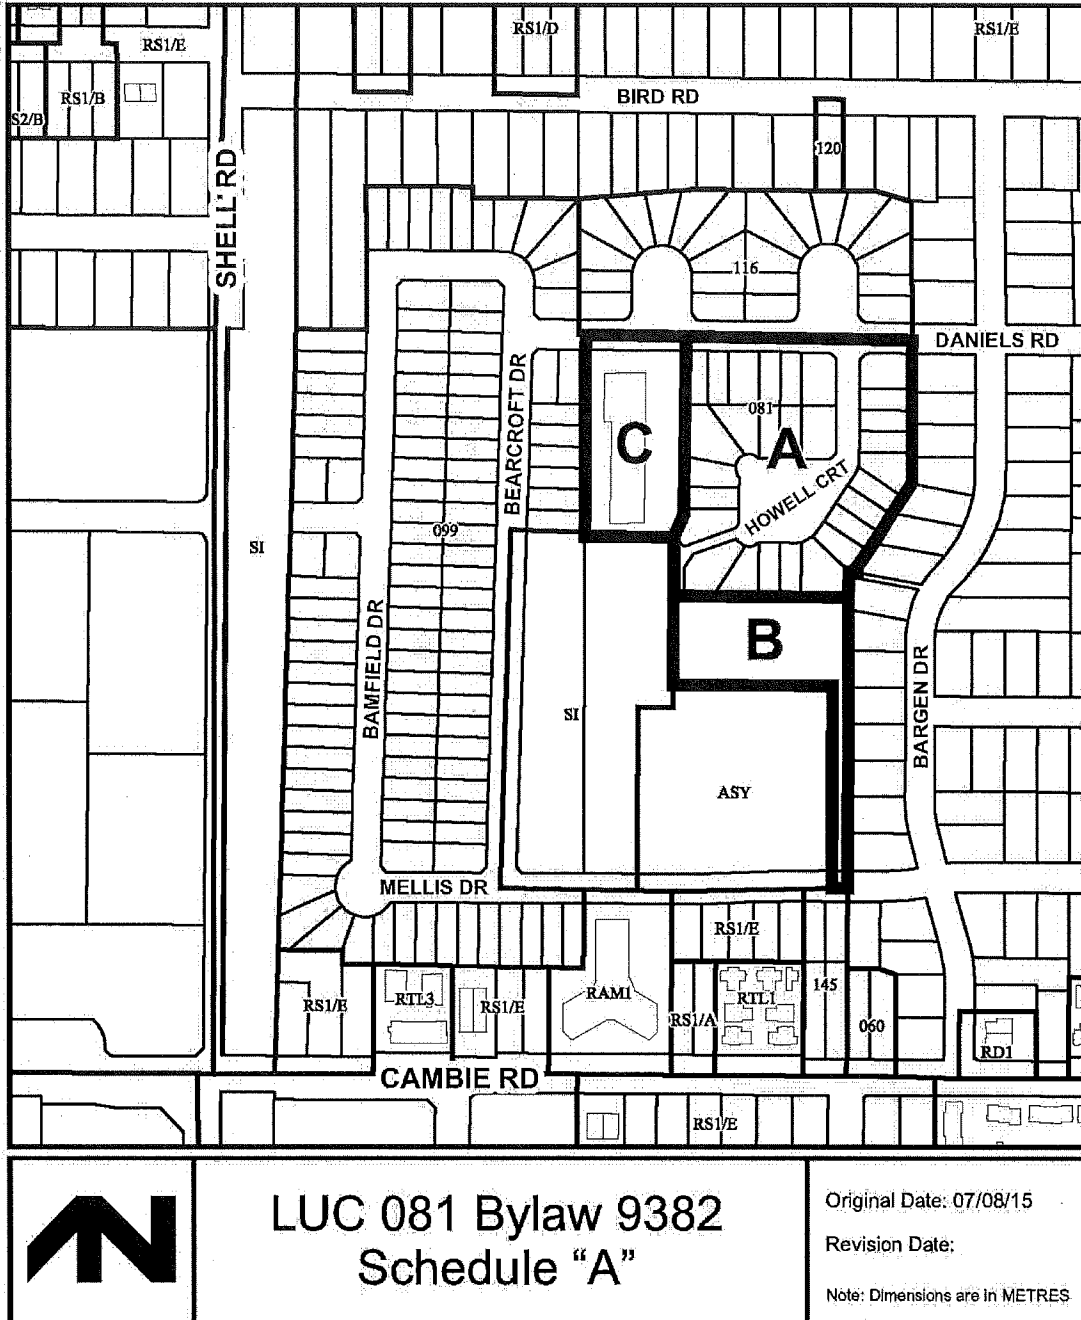 RS1/E
RS1/D
RS1/E
RS1/B
S2/B
BIRD RD
120
SHELL RD
116
DANIELS RD
BEARCROFT DR
C
081
A
HOWELL CRT
099
SI
BAMFIELD DR
B
BARGEN DR
SI
ASY
MELLIS DR
RS1/E
RS1/E
RTL3
RS1/E
RAM1
RS1/A
RTL1
145
060
RD1
CAMBIE RD
RS1/E
LUC 081 Bylaw 9382
Schedule “A”
Original Date: 07/08/15
Revision Date:
Note: Dimensions are in METRES